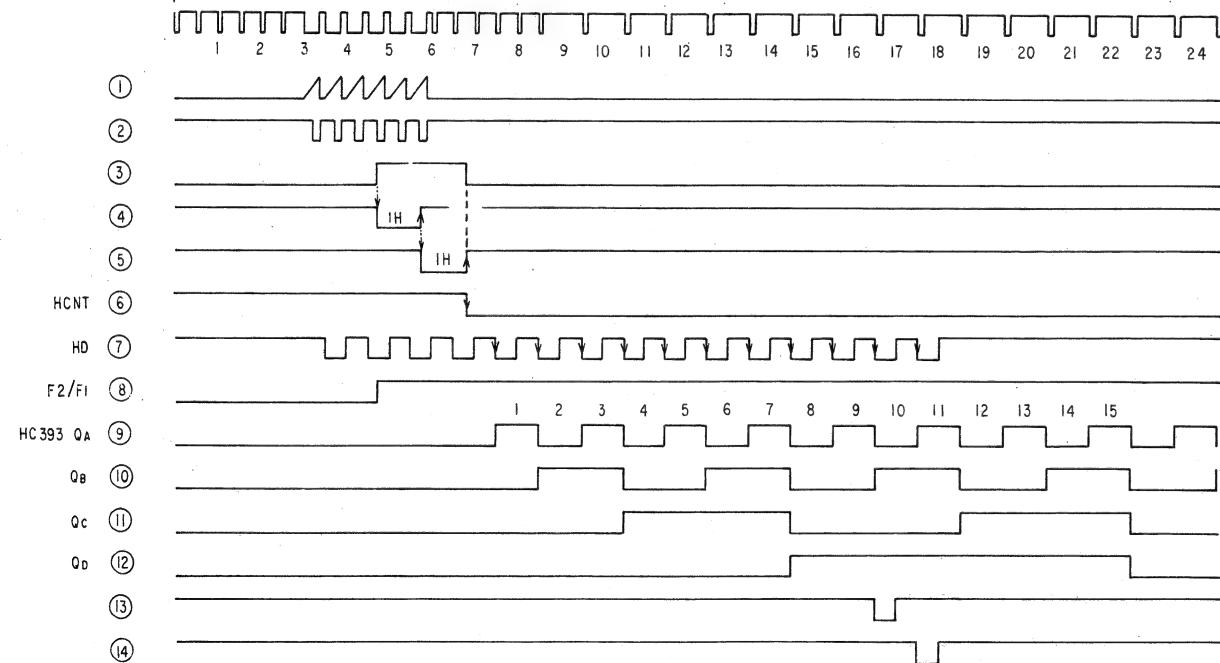 1 2 3 4 5 6 7 8 9 10 11 12 13 14 15 16 17 18 19 20 21 22 23 24
①
②
③
④ 1H
⑤ 1H
HCNT ⑥
HD ⑦
F2/F1 ⑧
1 2 3 4 5 6 7 8 9 10 11 12 13 14 15
HC393 QA ⑨
QB ⑩
QC ⑪
QD ⑫
⑬
⑭